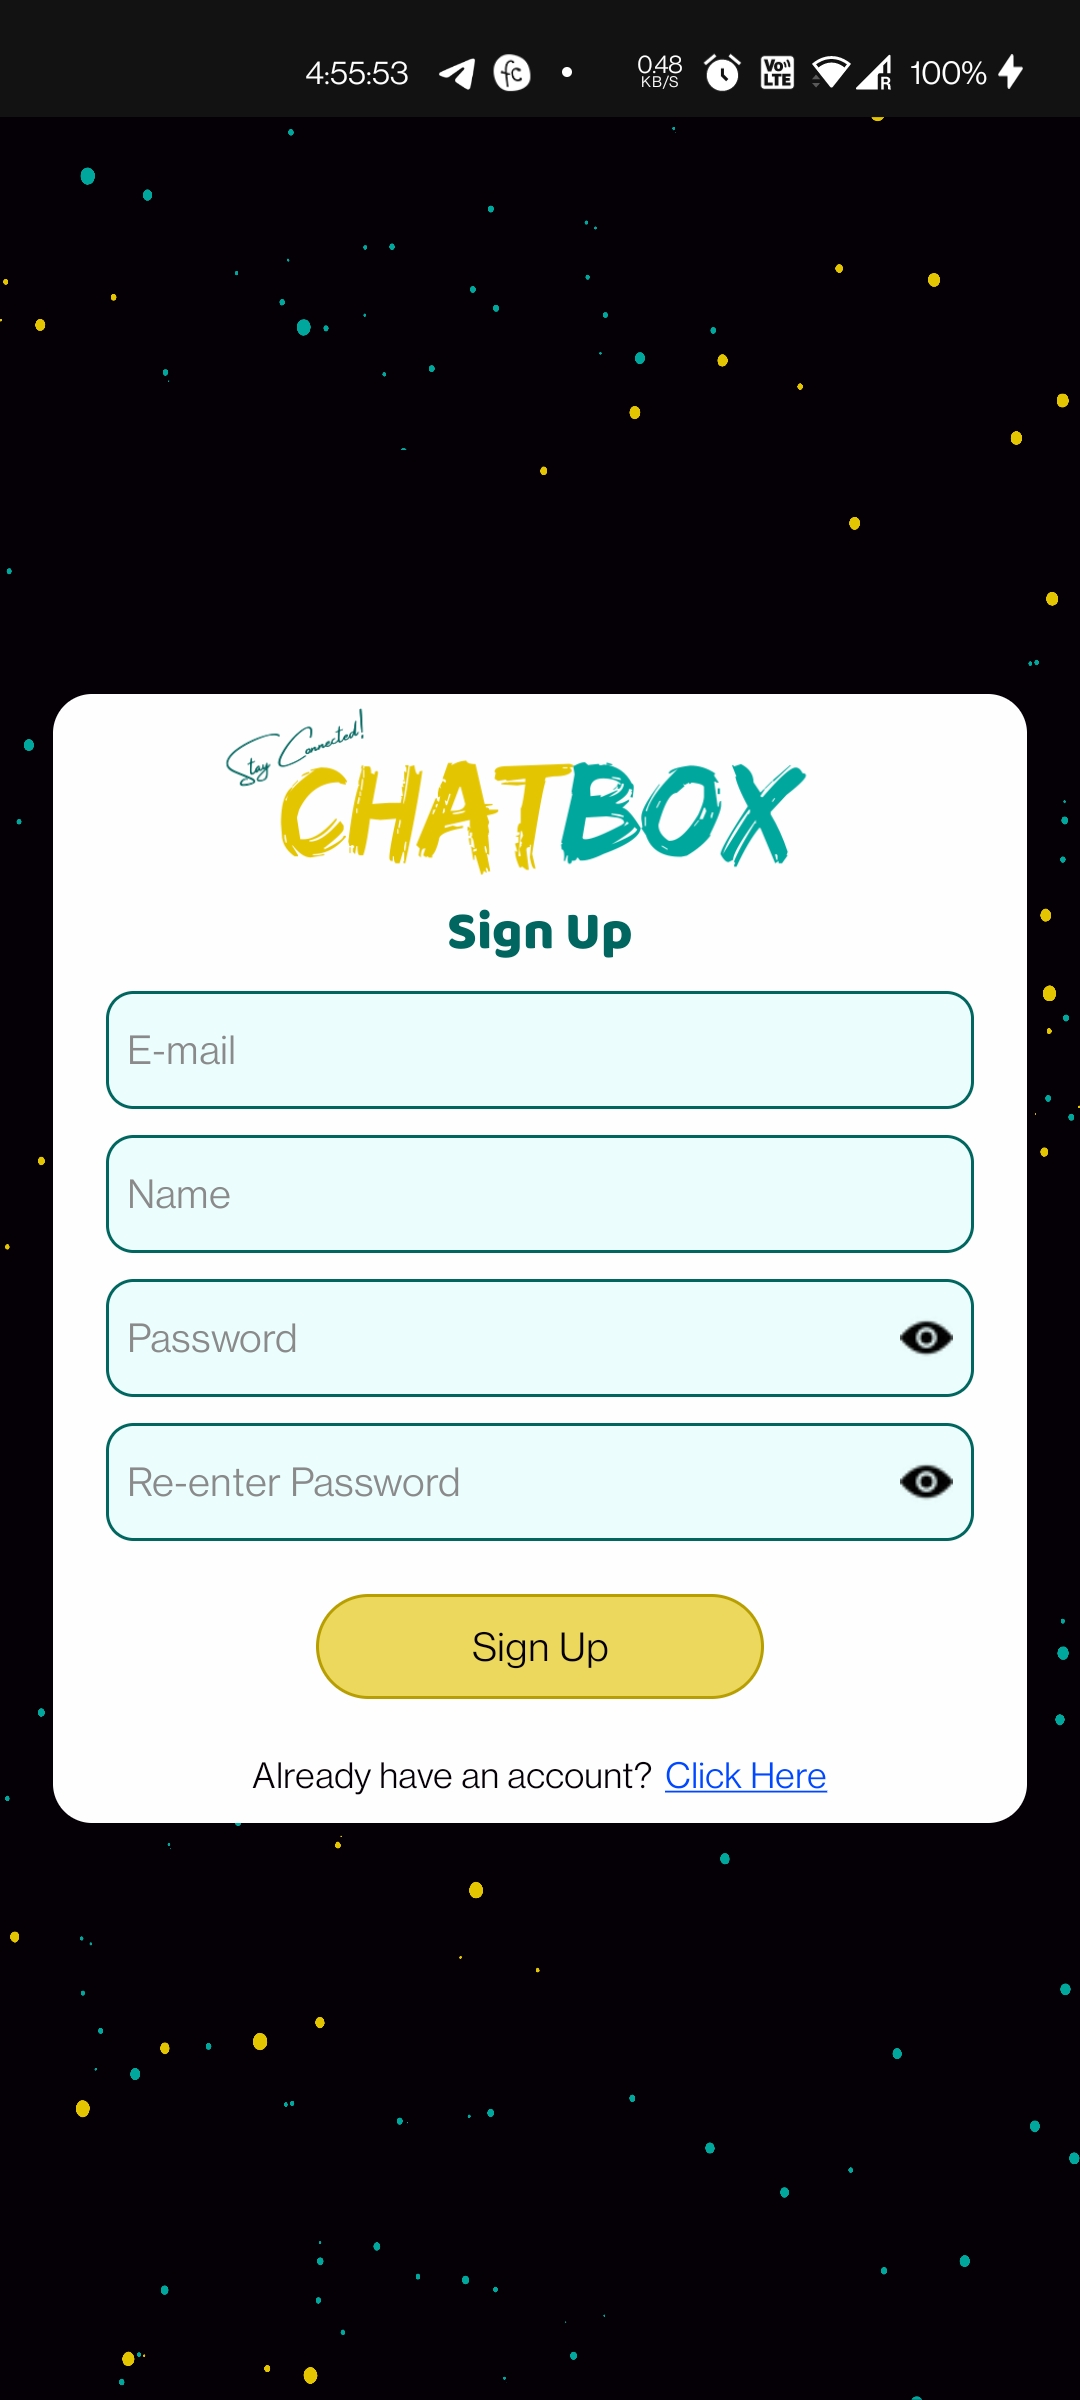 4:55:53 fc 0.48 KB/S Vo)) LTE R 100%
Stay Connected!
CHATBOX
Sign Up
E-mail
Name
Password
Re-enter Password
Sign Up
Already have an account? Click Here